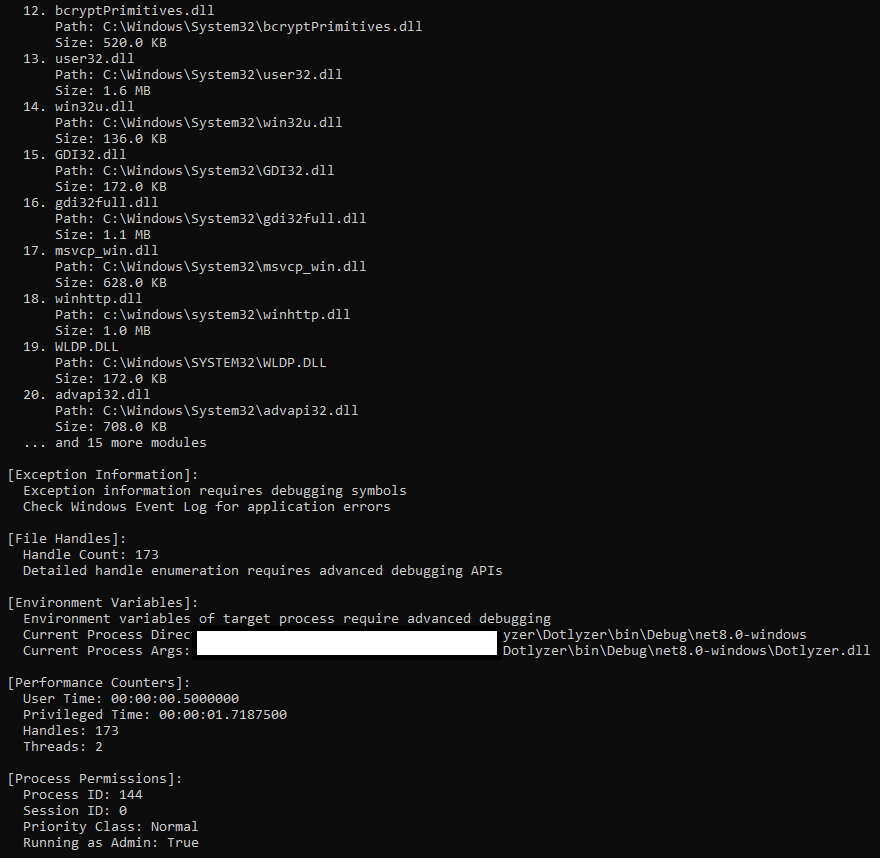 12. bcryptPrimitives.dll
Path: C:\Windows\System32\bcryptPrimitives.dll
Size: 520.0 KB
13. user32.dll
Path: C:\Windows\System32\user32.dll
Size: 1.6 MB
14. win32u.dll
Path: C:\Windows\System32\win32u.dll
Size: 136.0 KB
15. GDI32.dll
Path: C:\Windows\System32\GDI32.dll
Size: 172.0 KB
16. gdi32full.dll
Path: C:\Windows\System32\gdi32full.dll
Size: 1.1 MB
17. msvcp_win.dll
Path: C:\Windows\System32\msvcp_win.dll
Size: 628.0 KB
18. winhttp.dll
Path: c:\windows\system32\winhttp.dll
Size: 1.0 MB
19. WLDP.DLL
Path: C:\Windows\SYSTEM32\WLDP.DLL
Size: 172.0 KB
20. advapi32.dll
Path: C:\Windows\System32\advapi32.dll
Size: 708.0 KB
... and 15 more modules
[Exception Information]:
Exception information requires debugging symbols
Check Windows Event Log for application errors
[File Handles]:
Handle Count: 173
Detailed handle enumeration requires advanced debugging APIs
[Environment Variables]:
Environment variables of target process require advanced debugging
Current Process Direc yzer\Dotlyzer\bin\Debug\net8.0-windows
Current Process Args: Dotlyzer\bin\Debug\net8.0-windows\Dotlyzer.dll
[Performance Counters]:
User Time: 00:00:00.5000000
Privileged Time: 00:00:01.7187500
Handles: 173
Threads: 2
[Process Permissions]:
Process ID: 144
Session ID: 0
Priority Class: Normal
Running as Admin: True